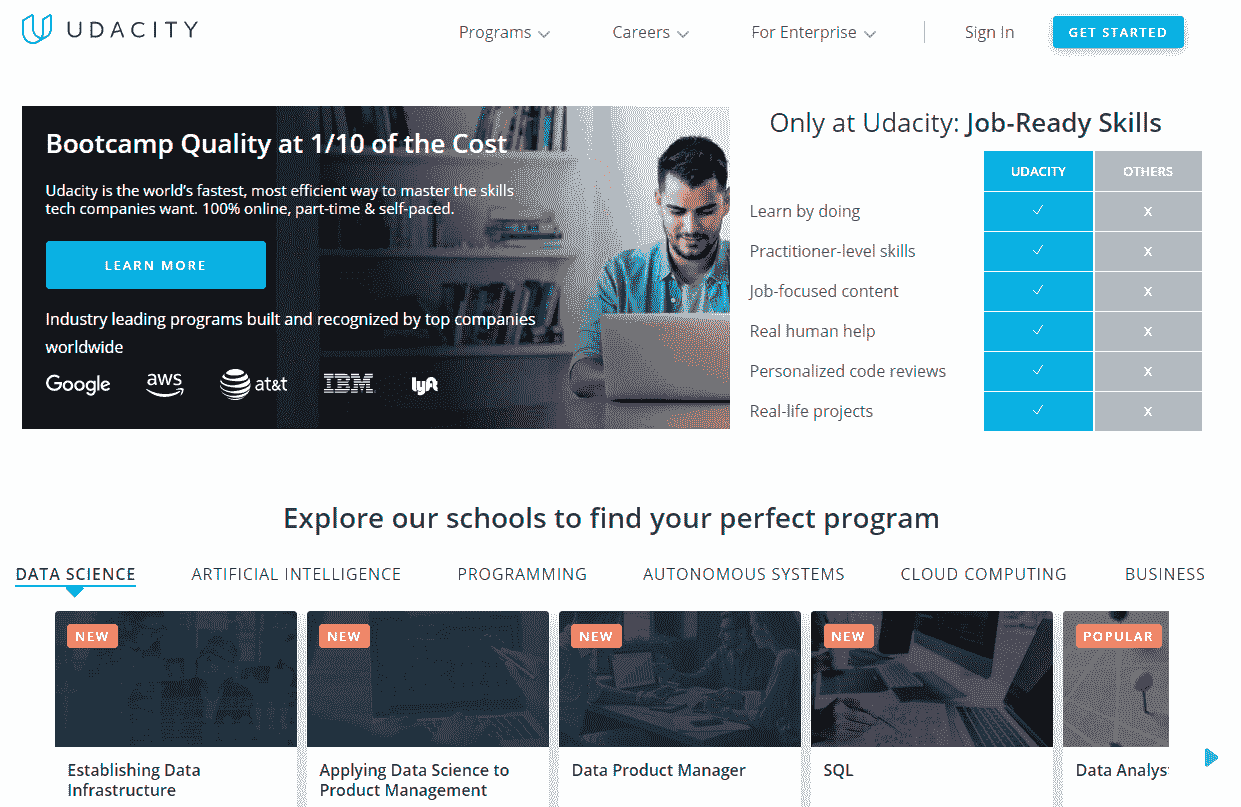 UDACITY
Programs
Careers
For Enterprise
Sign In
GET STARTED
Bootcamp Quality at 1/10 of the Cost
Udacity is the world's fastest, most efficient way to master the skills
tech companies want. 100% online, part-time & self-paced.
LEARN MORE
Industry leading programs built and recognized by top companies
worldwide
Google
aws
at&t
IBM
lyft
Only at Udacity: Job-Ready Skills
UDACITY
OTHERS
Learn by doing
✓
x
Practitioner-level skills
✓
x
Job-focused content
✓
x
Real human help
✓
x
Personalized code reviews
✓
x
Real-life projects
✓
x
Explore our schools to find your perfect program
DATA SCIENCE
ARTIFICIAL INTELLIGENCE
PROGRAMMING
AUTONOMOUS SYSTEMS
CLOUD COMPUTING
BUSINESS
NEW
Establishing Data
Infrastructure
NEW
Applying Data Science to
Product Management
NEW
Data Product Manager
NEW
SQL
POPULAR
Data Analys